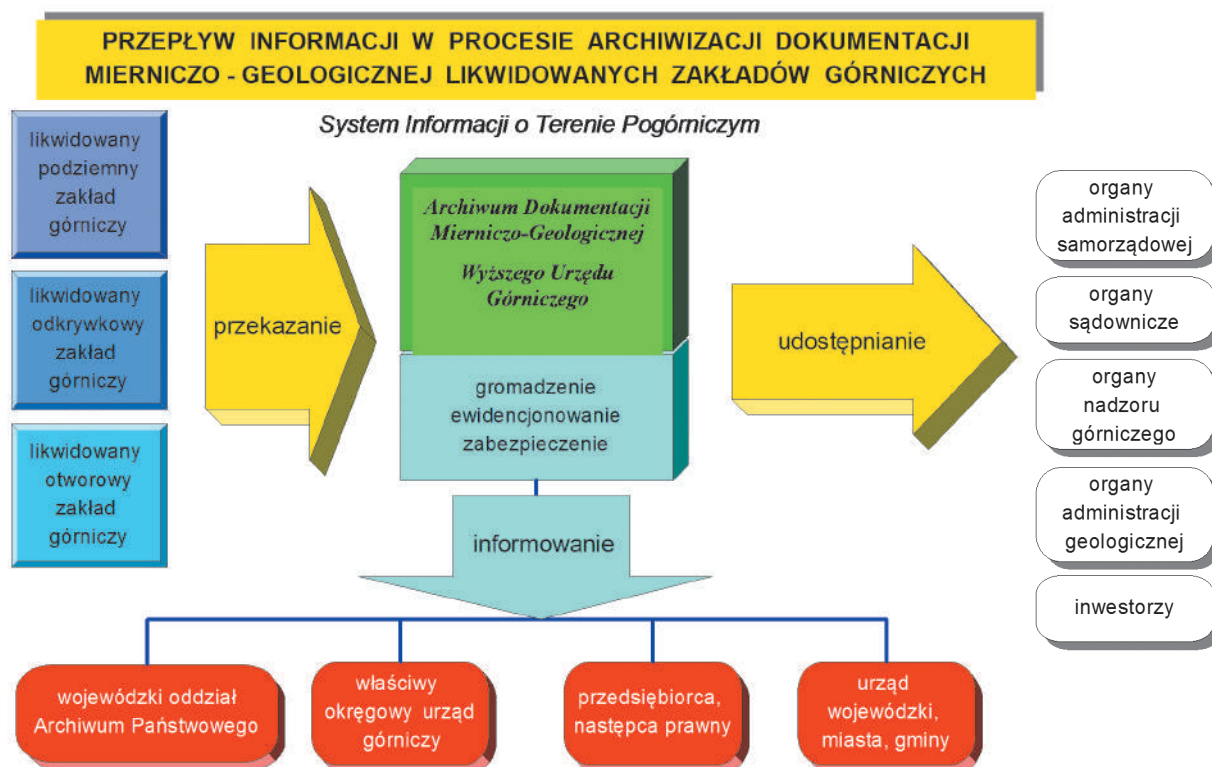 PRZEPŁYW INFORMACJI W PROCESIE ARCHIWIZACJI DOKUMENTACJI
MIERNICZO - GEOLOGICZNEJ LIKWIDOWANYCH ZAKŁADÓW GÓRNICZYCH
System Informacji o Terenie Pogórniczym
likwidowany
podziemny
zakład
górniczy
likwidowany
odkrywkowy
zakład
górniczy
likwidowany
otworowy
zakład
górniczy
przekazanie
Archiwum Dokumentacji
Mierniczo-Geologicznej
Wyższego Urzędu
Górniczego
gromadzenie
ewidencjonowanie
zabezpieczenie
informowanie
udostępnianie
organy
administracji
samorządowej
organy
sądownicze
organy
nadzoru
górniczego
organy
administracji
geologicznej
inwestorzy
wojewódzki oddział
Archiwum Państwowego
właściwy
okręgowy urząd
górniczy
przedsiębiorca,
następca prawny
urząd
wojewódzki,
miasta, gminy